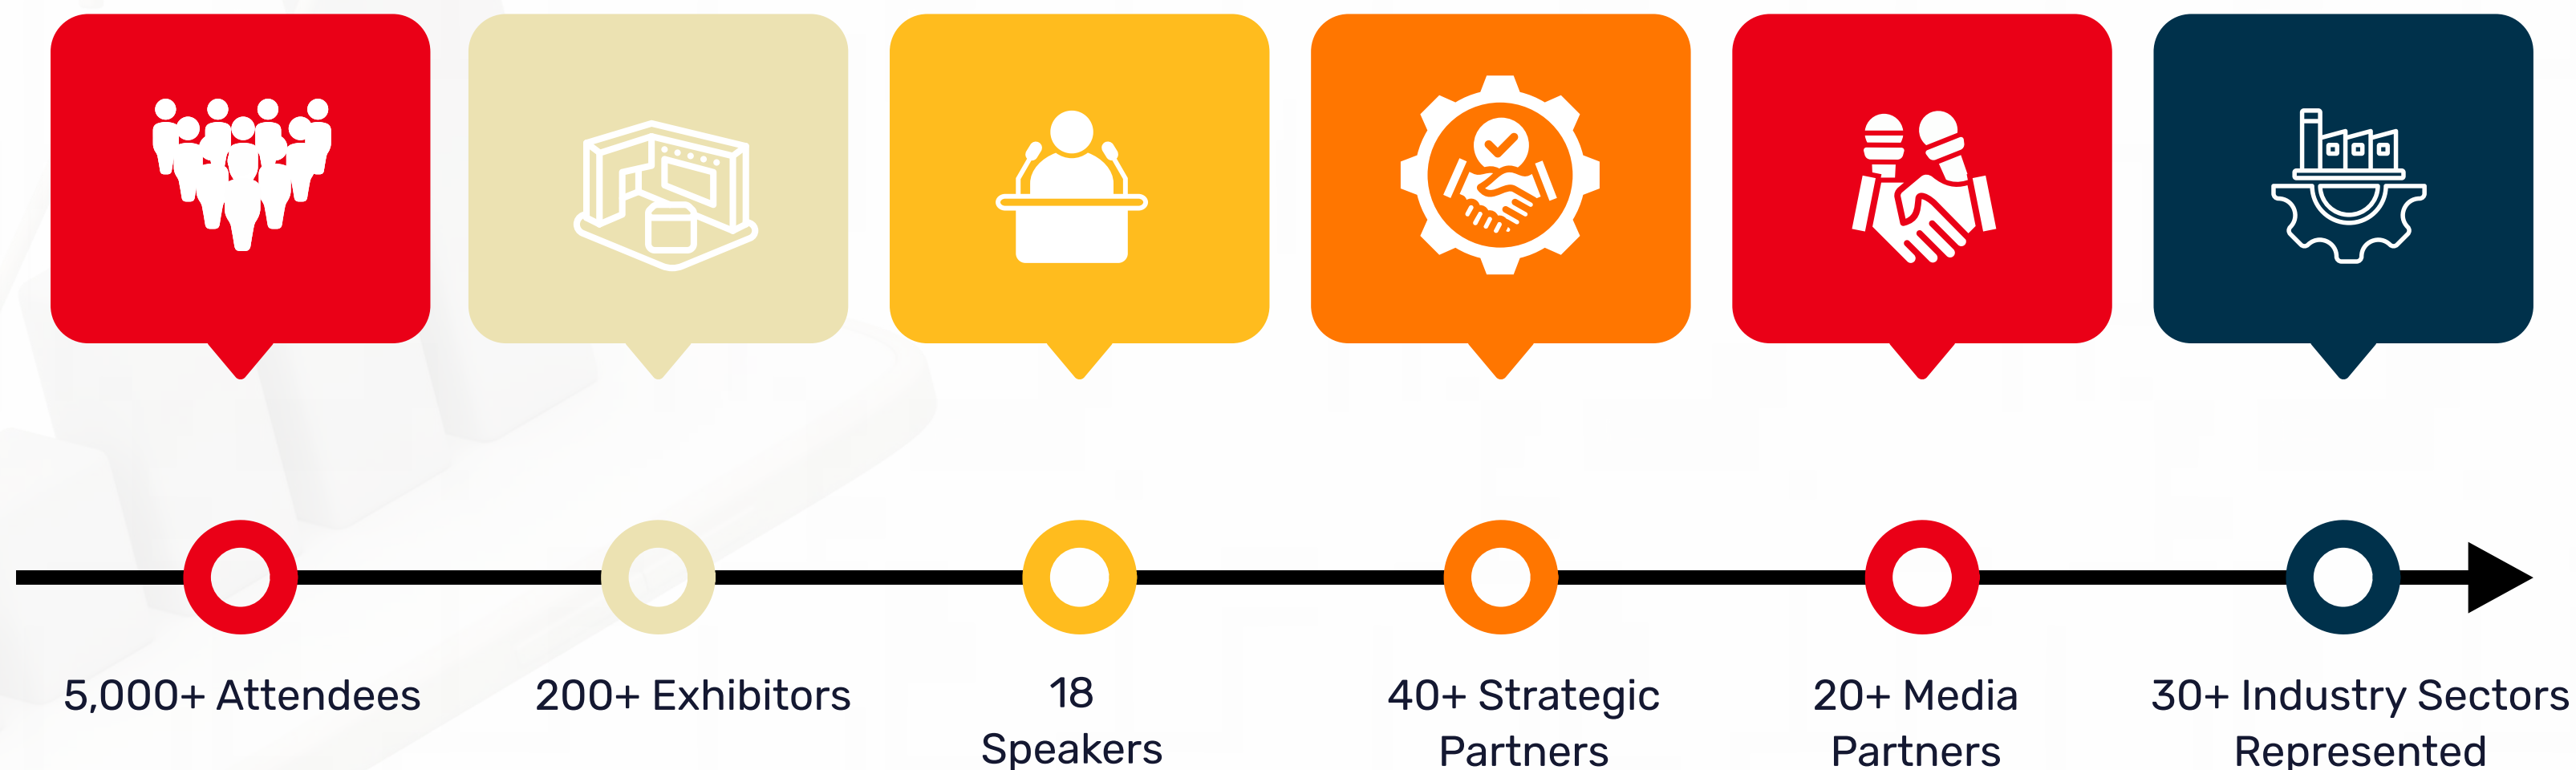 5,000+ Attendees
200+ Exhibitors
18
Speakers
40+ Strategic
Partners
20+ Media
Partners
30+ Industry Sectors
Represented